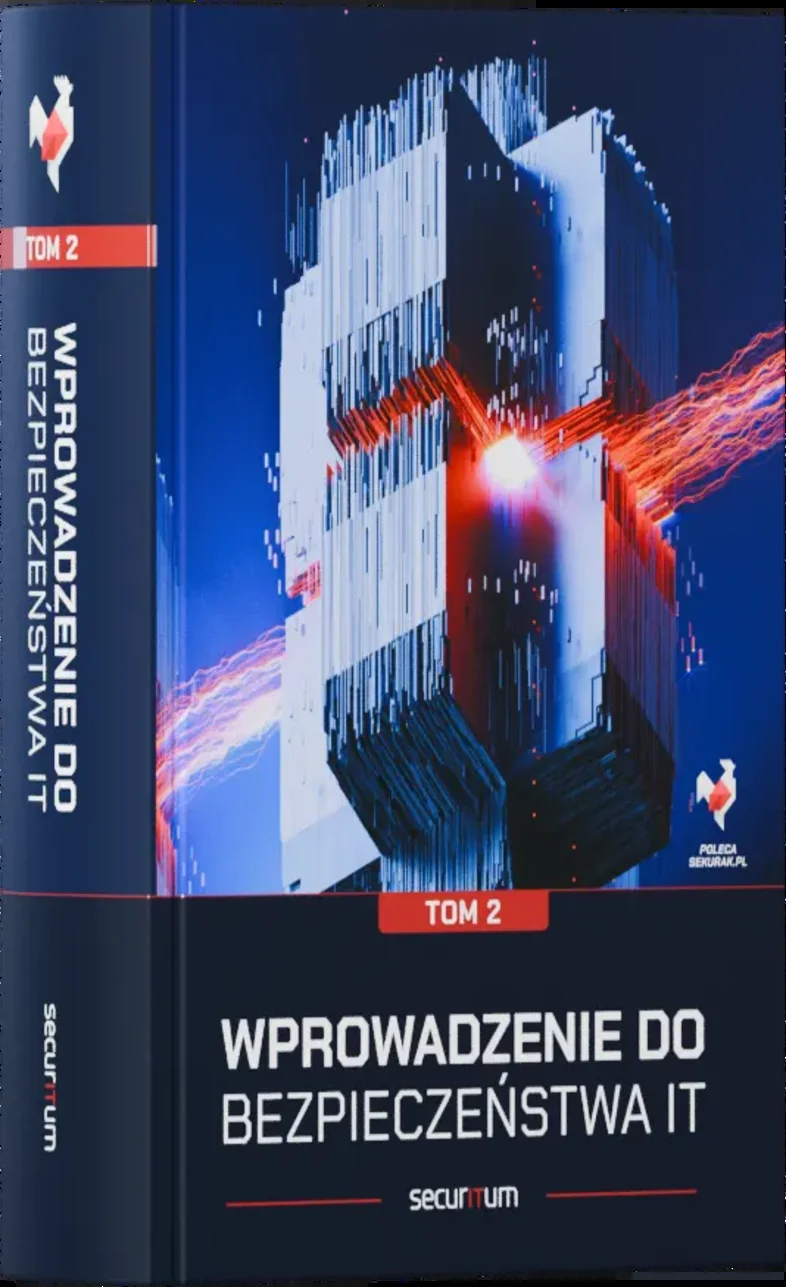 TOM 2
WPROWADZENIE DO
BEZPIECZEŃSTWA IT
securITum
POLECA
SEKURAK.PL
TOM 2
WPROWADZENIE DO
BEZPIECZEŃSTWA IT
securITum